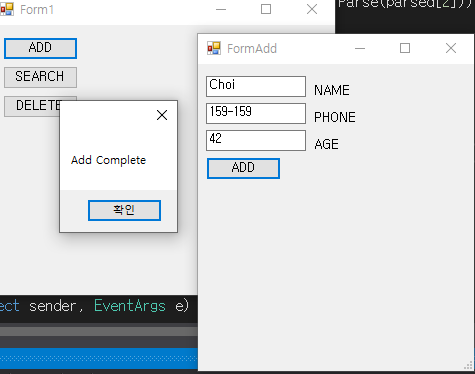 Parse(parsed[2]))
Form1
ADD
SEARCH
DELETE
Add Complete
확인
FormAdd
Choi NAME
159-159 PHONE
42 AGE
ADD
ect sender, EventArgs e)